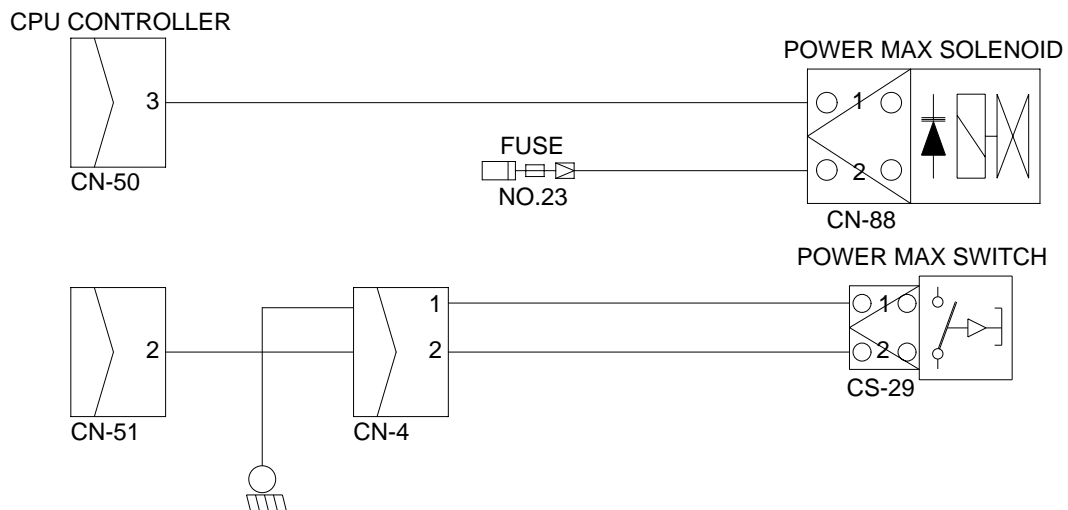 CPU CONTROLLER
POWER MAX SOLENOID
3
1
FUSE
2
CN-50
NO.23
CN-88
POWER MAX SWITCH
1
1
2
2
2
CS-29
CN-51
CN-4